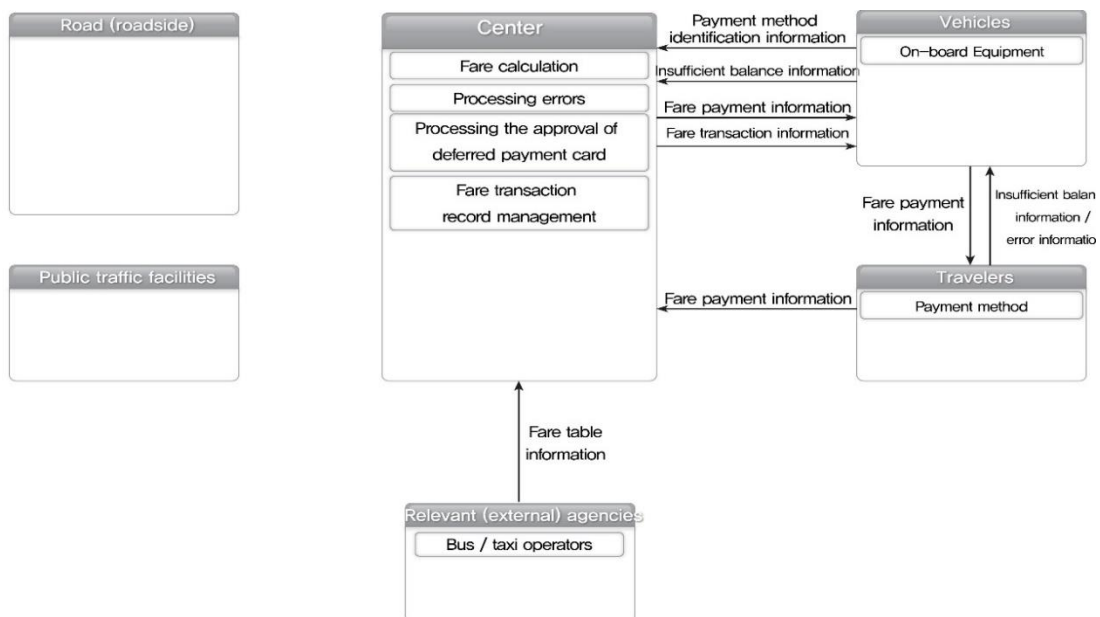 Road (roadside)
Center
Fare calculation
Processing errors
Processing the approval of
deferred payment card
Fare transaction
record management
Payment method
identification information
Insufficient balance information
Fare payment information
Fare transaction information
Vehicles
On-board Equipment
Fare payment
information
Insufficient balan
information /
error informatio
Public traffic facilities
Fare payment information
Travelers
Payment method
Fare table
information
Relevant (external) agencies
Bus / taxi operators